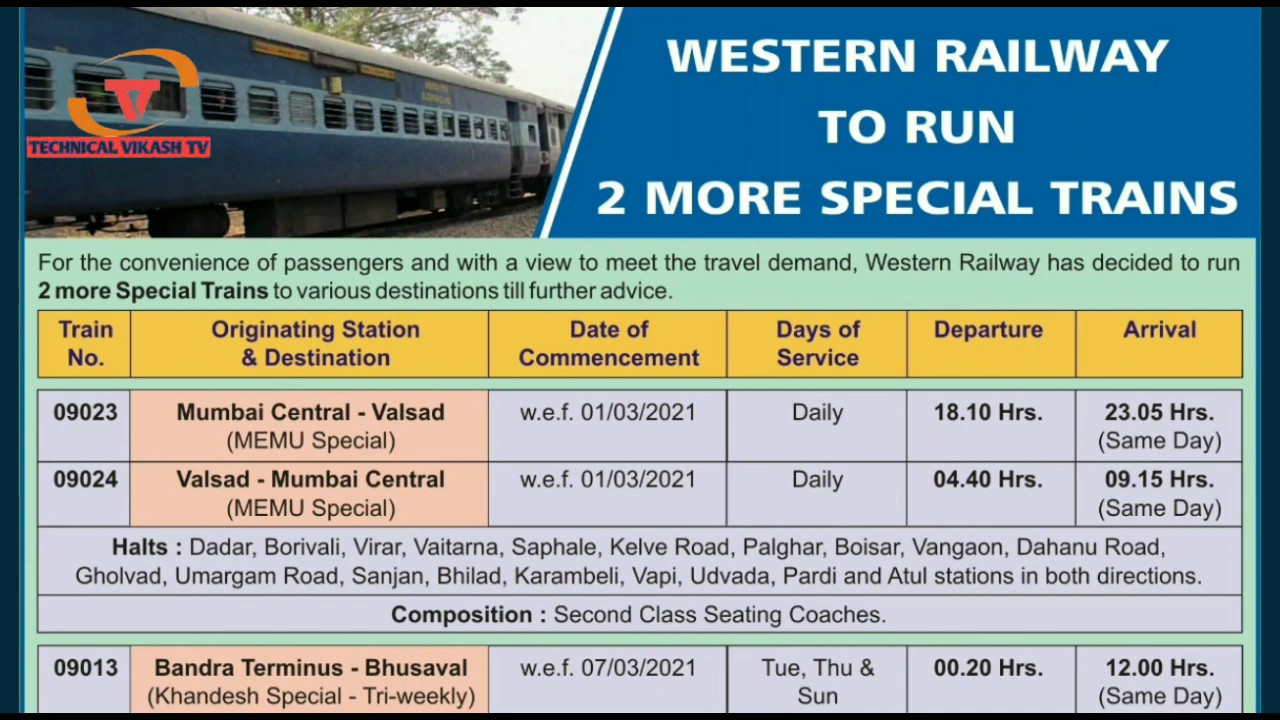 TECHNICAL VIKASH TV
WESTERN RAILWAY
TO RUN
2 MORE SPECIAL TRAINS
For the convenience of passengers and with a view to meet the travel demand, Western Railway has decided to run
2 more Special Trains to various destinations till further advice.
Train No. Originating Station & Destination Date of Commencement Days of Service Departure Arrival
09023 Mumbai Central - Valsad w.e.f. 01/03/2021 Daily 18.10 Hrs. 23.05 Hrs.
(MEMU Special) (Same Day)
09024 Valsad - Mumbai Central w.e.f. 01/03/2021 Daily 04.40 Hrs. 09.15 Hrs.
(MEMU Special) (Same Day)
Halts : Dadar, Borivali, Virar, Vaitarna, Saphale, Kelve Road, Palghar, Boisar, Vangaon, Dahanu Road,
Gholvad, Umargam Road, Sanjan, Bhilad, Karambeli, Vapi, Udvada, Pardi and Atul stations in both directions.
Composition : Second Class Seating Coaches.
09013 Bandra Terminus - Bhusaval w.e.f. 07/03/2021 Tue, Thu & 00.20 Hrs. 12.00 Hrs.
(Khandesh Special - Tri-weekly) Sun (Same Day)